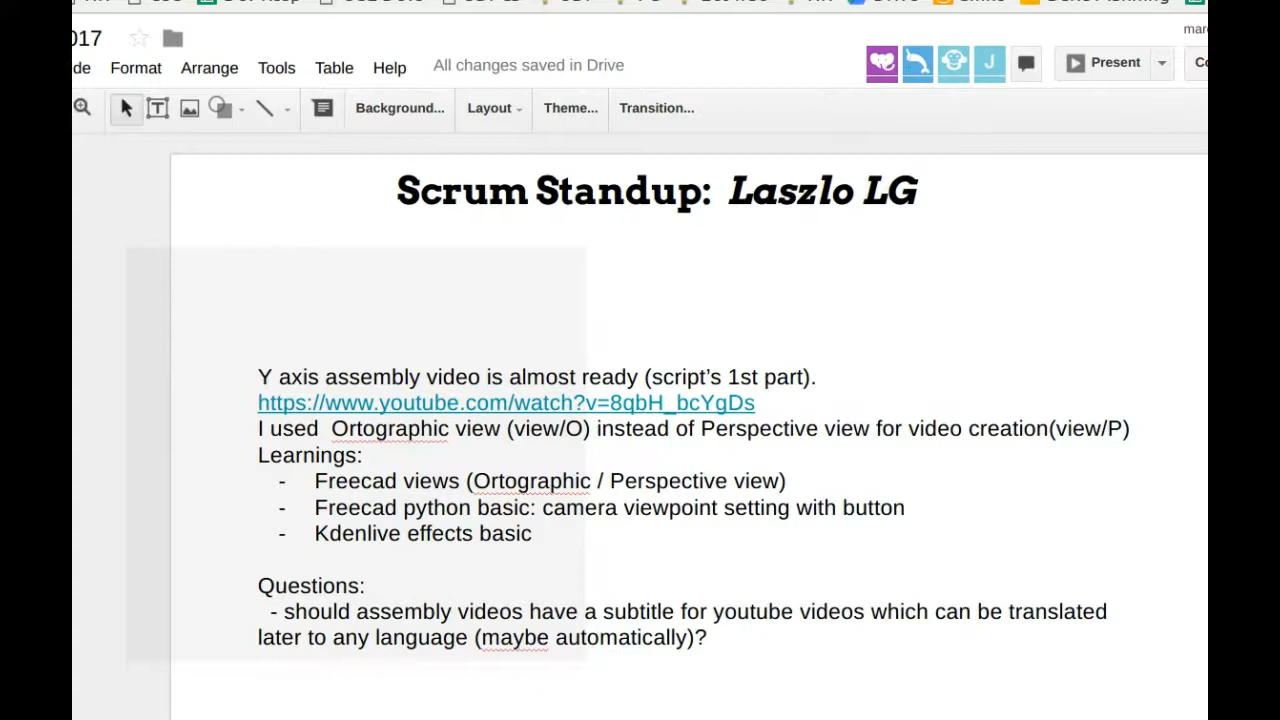 017
marc
de Format Arrange Tools Table Help All changes saved in Drive
J
Present
Co
Background... Layout Theme... Transition...
Scrum Standup: Laszlo LG
Y axis assembly video is almost ready (script's 1st part).
https://www.youtube.com/watch?v=8qbH_bcYgDs
I used Ortographic view (view/O) instead of Perspective view for video creation(view/P)
Learnings:
- Freecad views (Ortographic / Perspective view)
- Freecad python basic: camera viewpoint setting with button
- Kdenlive effects basic
Questions:
- should assembly videos have a subtitle for youtube videos which can be translated
later to any language (maybe automatically)?